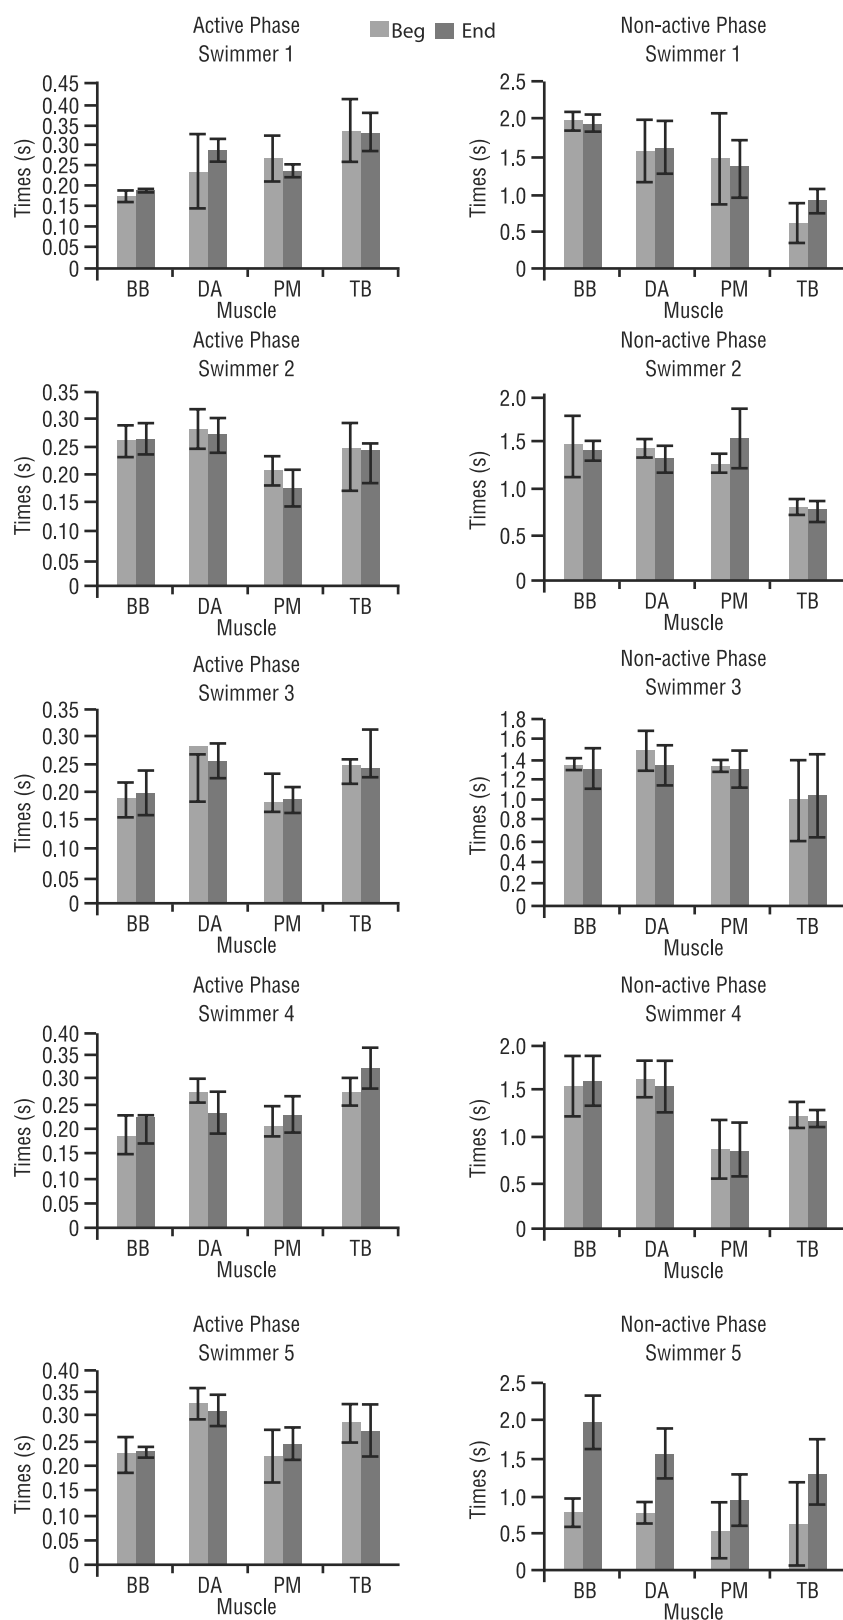 Active Phase
Swimmer 1
Beg End
Non-active Phase
Swimmer 1
Times (s)
0.45
0.40
0.35
0.30
0.25
0.20
0.15
0.10
0.05
0
BB DA PM TB
Muscle
Times (s)
2.5
2.0
1.5
1.0
0.5
0
BB DA PM TB
Muscle
Active Phase
Swimmer 2
Times (s)
0.35
0.30
0.25
0.20
0.15
0.10
0.05
0
BB DA PM TB
Muscle
Non-active Phase
Swimmer 2
Times (s)
2.0
1.5
1.0
0.5
0
BB DA PM TB
Muscle
Active Phase
Swimmer 3
Times (s)
0.35
0.30
0.25
0.20
0.15
0.10
0.05
0
BB DA PM TB
Muscle
Non-active Phase
Swimmer 3
Times (s)
1.8
1.6
1.4
1.2
1.0
0.8
0.6
0.4
0.2
0
BB DA PM TB
Muscle
Active Phase
Swimmer 4
Times (s)
0.40
0.35
0.30
0.25
0.20
0.15
0.10
0.05
0
BB DA PM TB
Muscle
Non-active Phase
Swimmer 4
Times (s)
2.0
1.5
1.0
0.5
0
BB DA PM TB
Muscle
Active Phase
Swimmer 5
Times (s)
0.40
0.35
0.30
0.25
0.20
0.15
0.10
0.05
0
BB DA PM TB
Muscle
Non-active Phase
Swimmer 5
Times (s)
2.5
2.0
1.5
1.0
0.5
0
BB DA PM TB
Muscle